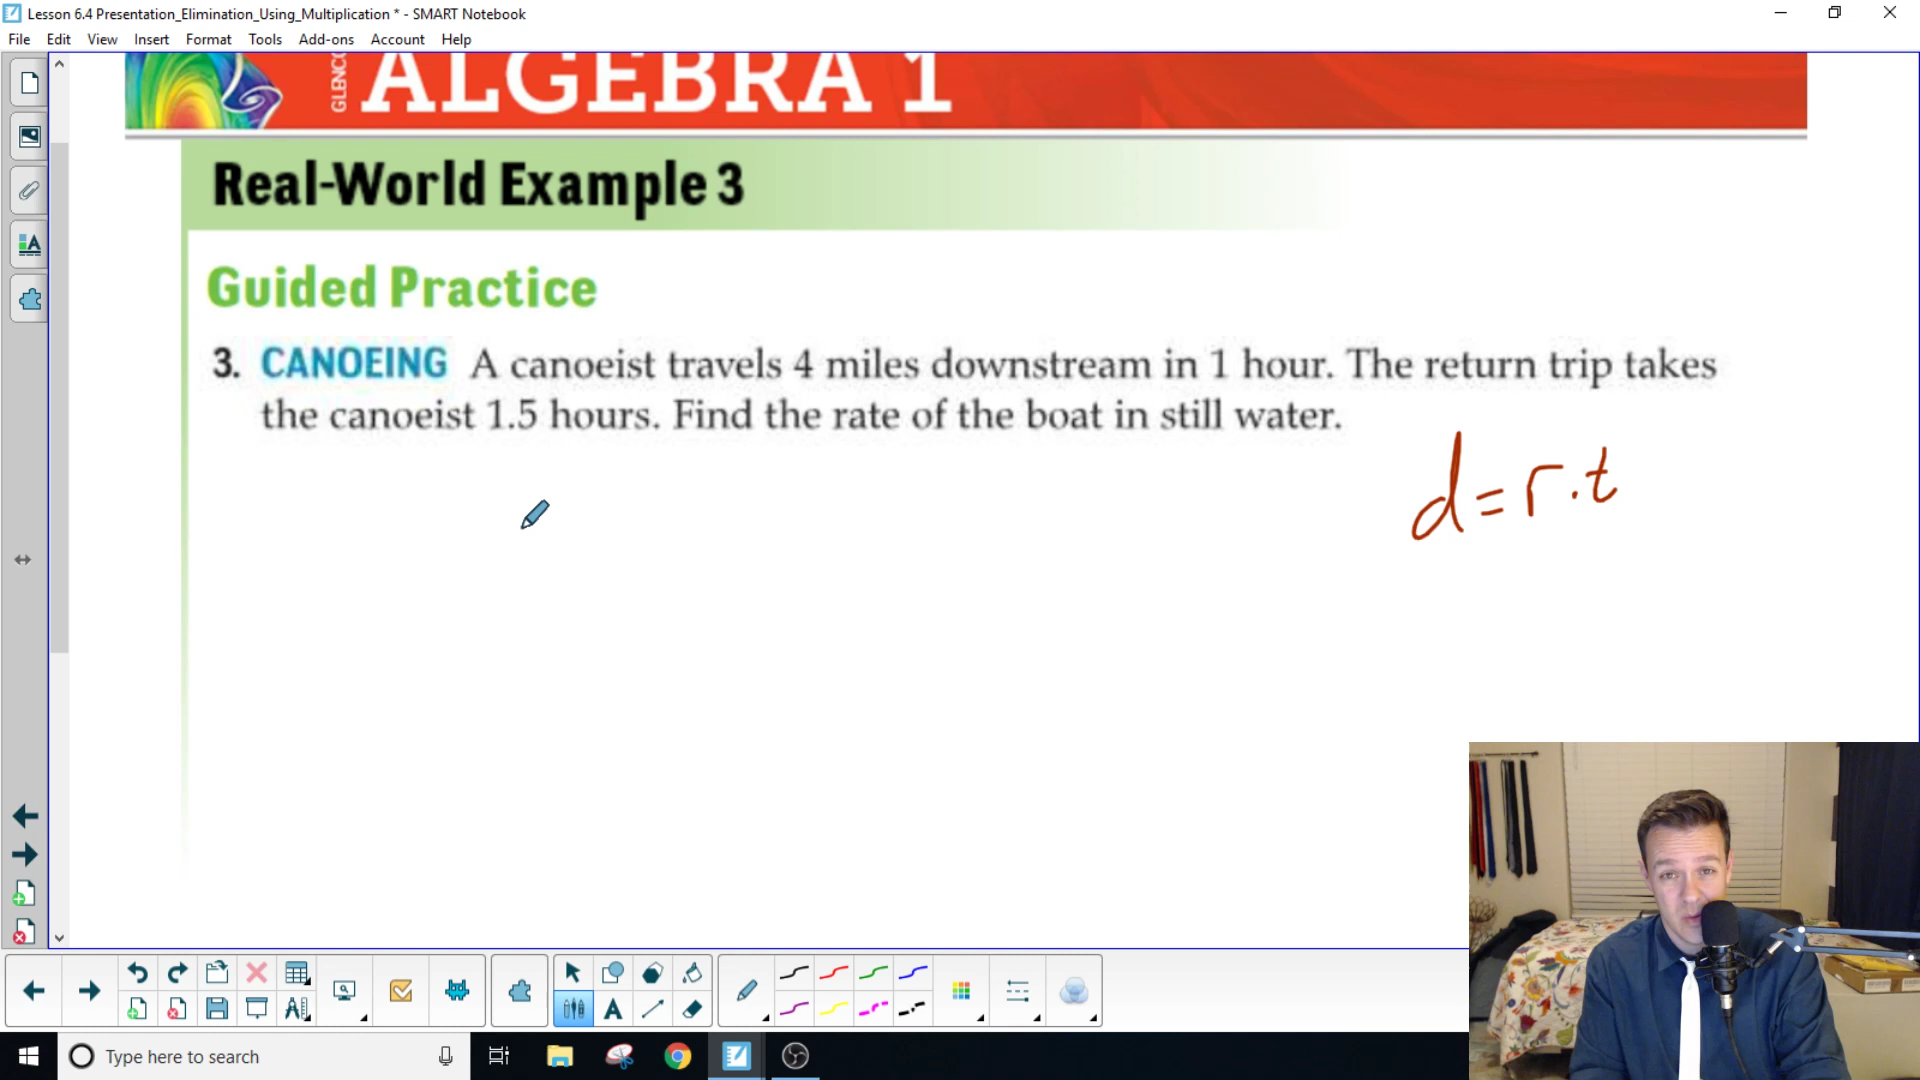 Lesson 6.4 Presentation_Elimination_Using_Multiplication * - SMART Notebook
File Edit View Insert Format Tools Add-ons Account Help
GLENCO ALGEBRA 1
Real-World Example 3
Guided Practice
3. CANOEING A canoeist travels 4 miles downstream in 1 hour. The return trip takes
the canoeist 1.5 hours. Find the rate of the boat in still water.
d=r·t
Type here to search